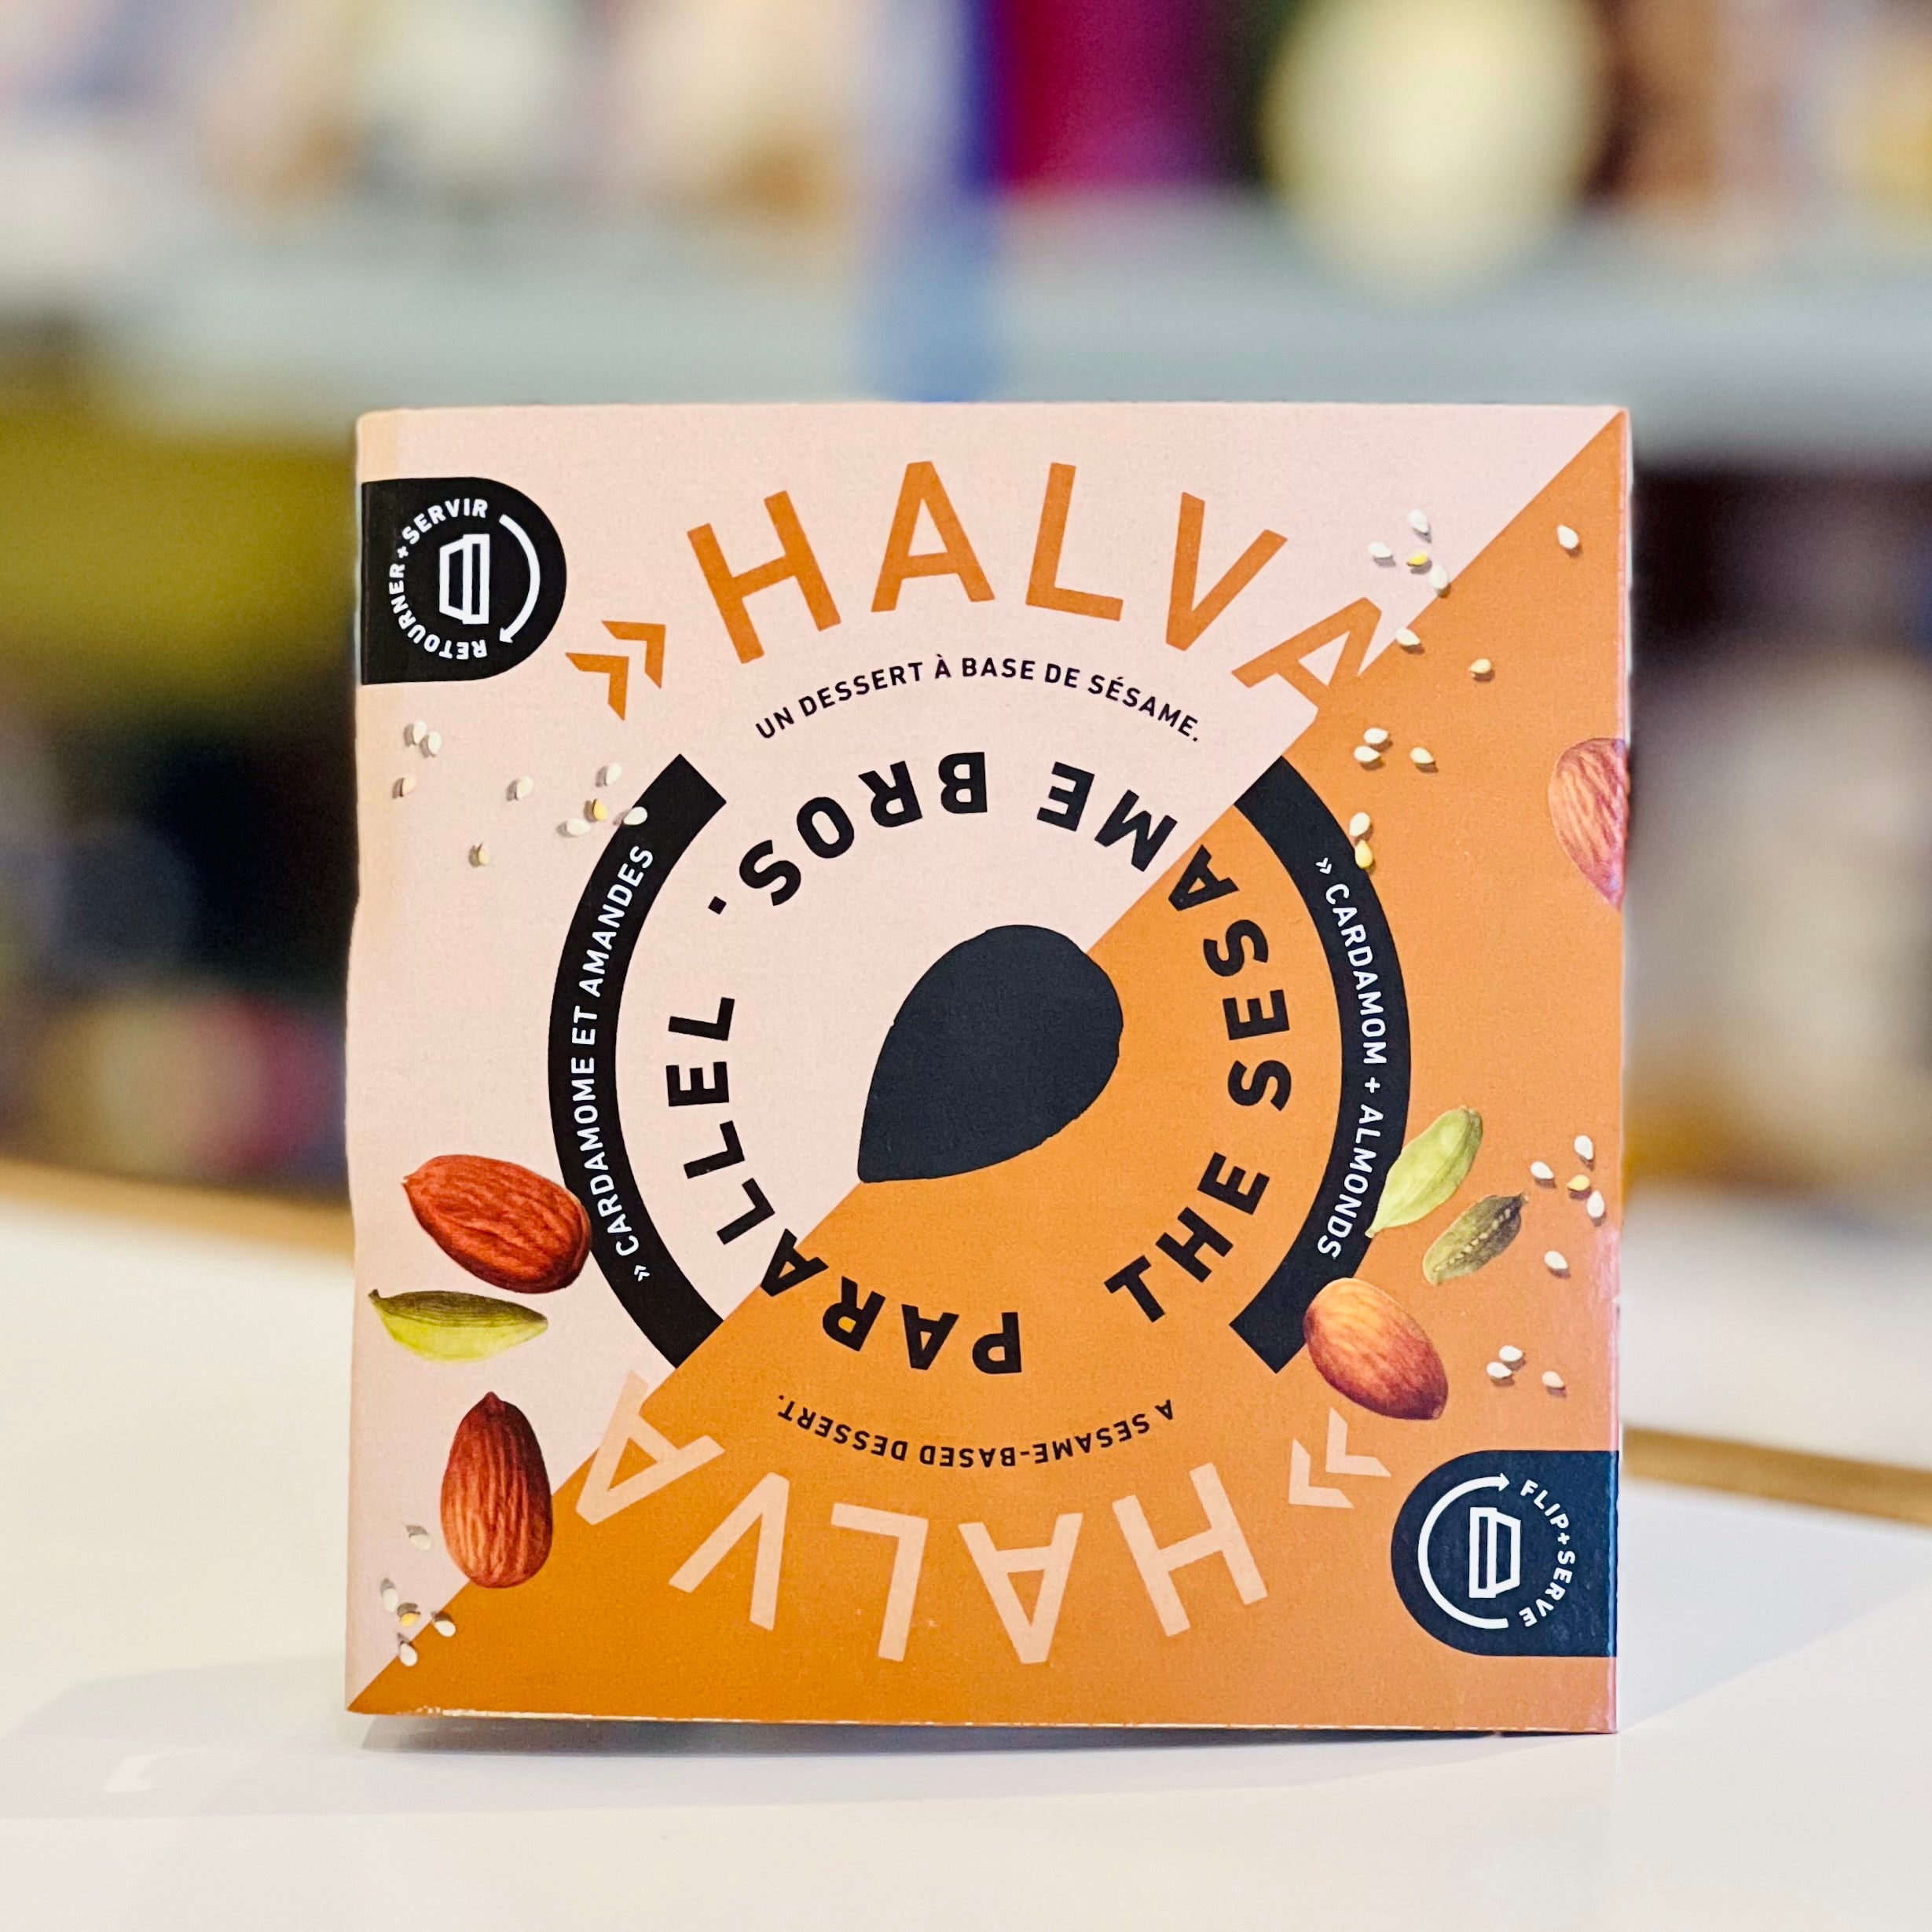 RETOURNER+SERVIR
»HALVA
UN DESSERT À BASE DE SÉSAME.
PARALLEL THE SESAME BROS.
» CARDAMOME ET AMANDES
» CARDAMOM + ALMONDS
A SESAME-BASED DESSERT.
»HALVA
FLIP+SERVE